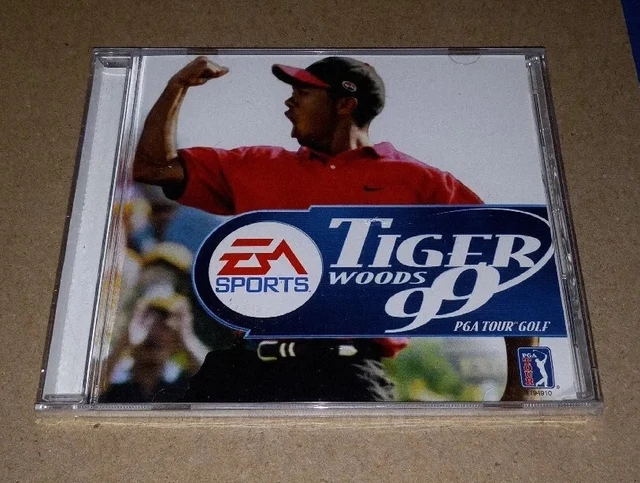 EA
SPORTS
TIGER
WOODS
99
PGA TOUR GOLF
PGA
TOUR